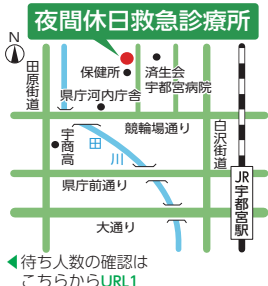 夜間休日救急診療所
N
田原街道
保健所
済生会
宇都宮病院
県庁河内庁舎
競輪場通り
宇商高
田川
白沢街道
県庁前通り
JR宇都宮駅
大通り
◀待ち人数の確認は
こちらからURL1